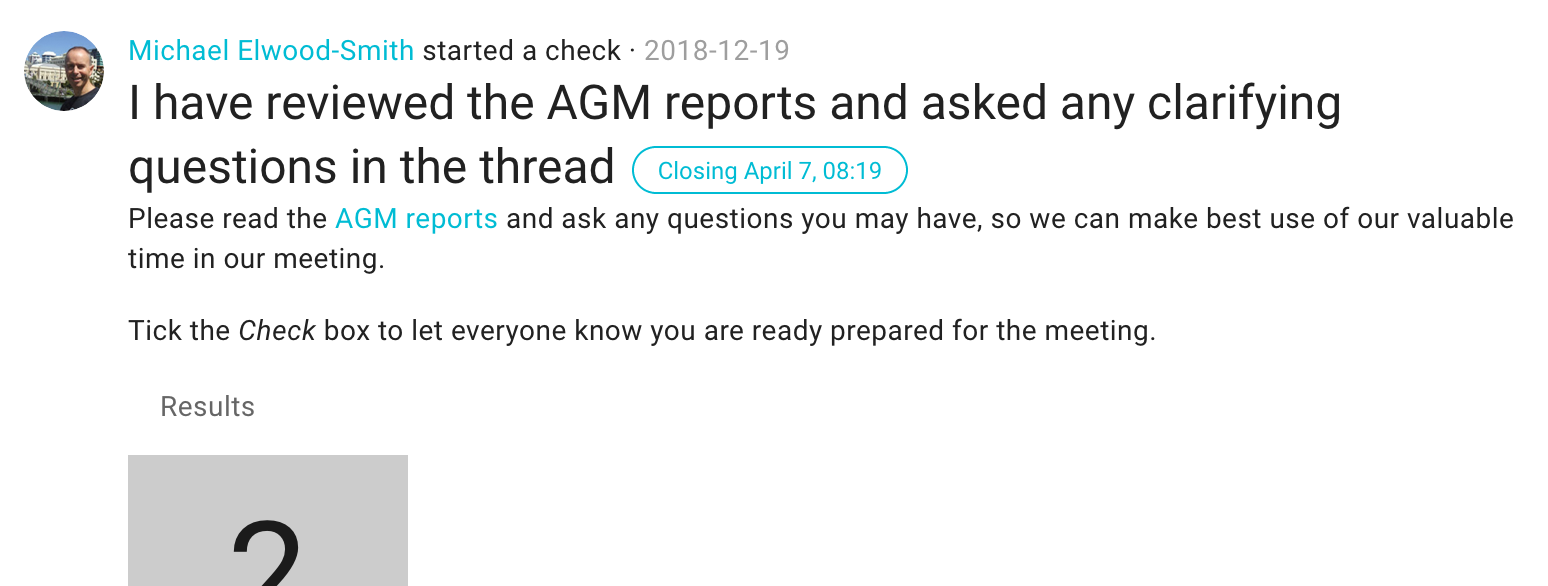 Michael Elwood-Smith started a check · 2018-12-19
I have reviewed the AGM reports and asked any clarifying
questions in the thread Closing April 7, 08:19
Please read the AGM reports and ask any questions you may have, so we can make best use of our valuable
time in our meeting.
Tick the Check box to let everyone know you are ready prepared for the meeting.
Results
2